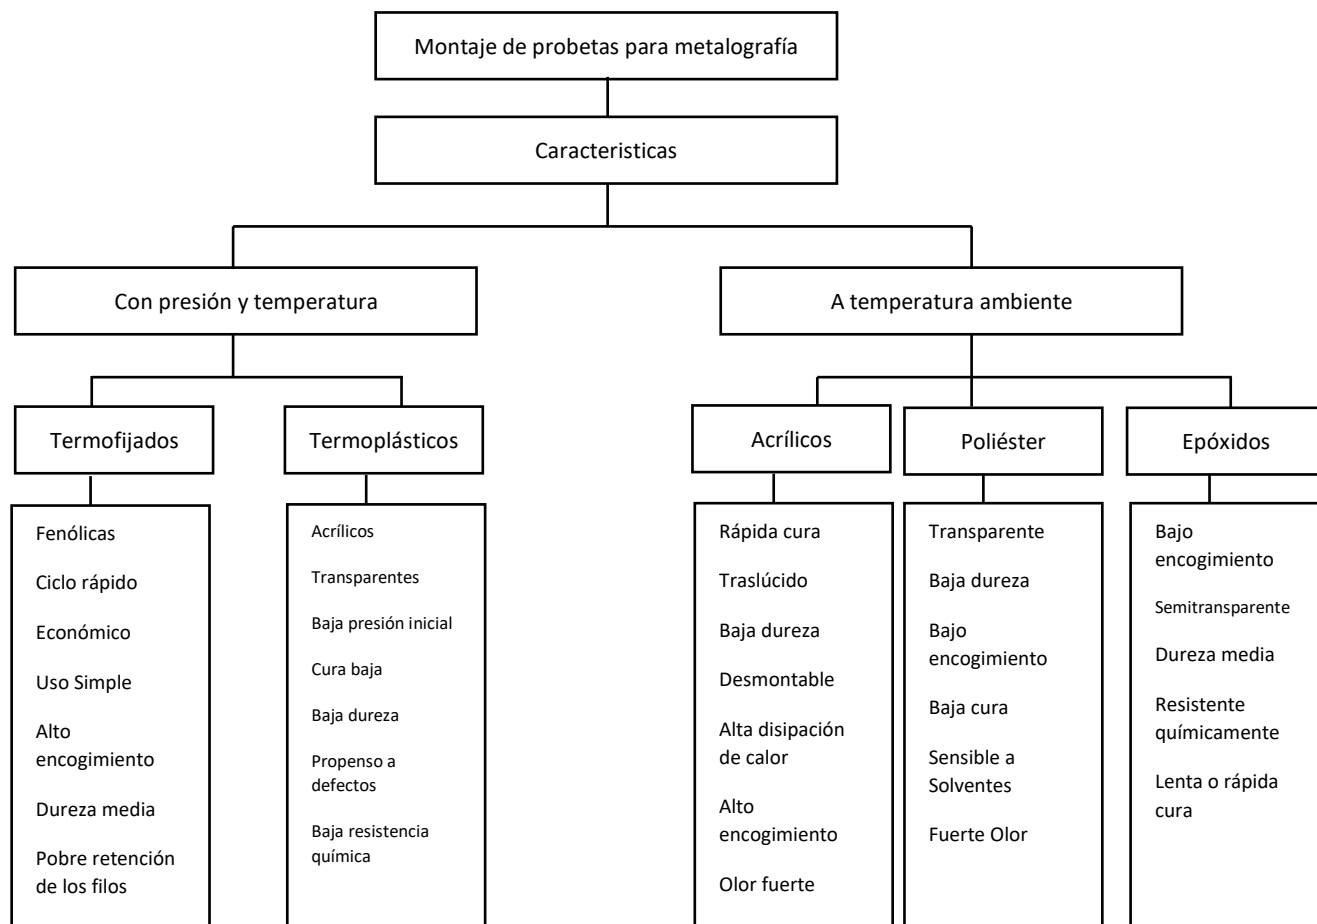 Montaje de probetas para metalografía
Caracteristicas
Con presión y temperatura
A temperatura ambiente
Termofijados
Termoplásticos
Acrílicos
Poliéster
Epóxidos
Fenólicas
Ciclo rápido
Económico
Uso Simple
Alto
encogimiento
Dureza media
Pobre retención
de los filos
Acrílicos
Transparentes
Baja presión inicial
Cura baja
Baja dureza
Propenso a
defectos
Baja resistencia
química
Rápida cura
Traslúcido
Baja dureza
Desmontable
Alta disipación
de calor
Alto
encogimiento
Olor fuerte
Transparente
Baja dureza
Bajo
encogimiento
Baja cura
Sensible a
Solventes
Fuerte Olor
Bajo
encogimiento
Semitransparente
Dureza media
Resistente
químicamente
Lenta o rápida
cura